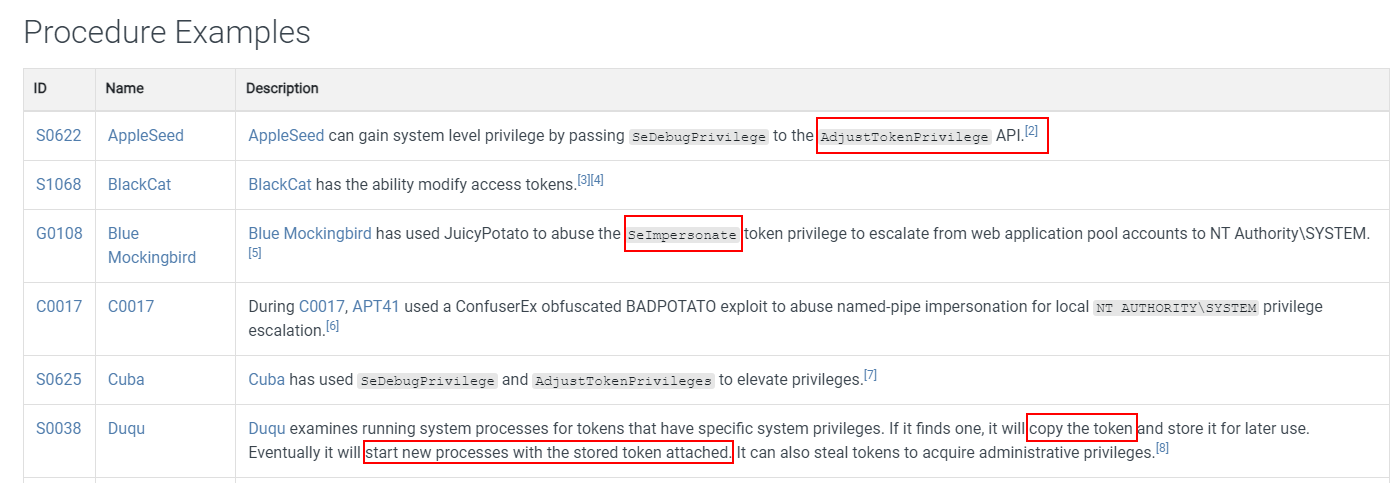 Procedure Examples
ID Name Description
S0622 AppleSeed AppleSeed can gain system level privilege by passing SeDebugPrivilege to the AdjustTokenPrivilege API.[2]
S1068 BlackCat BlackCat has the ability modify access tokens.[3][4]
G0108 Blue Mockingbird Blue Mockingbird has used JuicyPotato to abuse the SeImpersonate token privilege to escalate from web application pool accounts to NT Authority\SYSTEM.
[5]
C0017 C0017 During C0017, APT41 used a ConfuserEx obfuscated BADPOTATO exploit to abuse named-pipe impersonation for local NT AUTHORITY\SYSTEM privilege
escalation.[6]
S0625 Cuba Cuba has used SeDebugPrivilege and AdjustTokenPrivileges to elevate privileges.[7]
S0038 Duqu Duqu examines running system processes for tokens that have specific system privileges. If it finds one, it will copy the token and store it for later use.
Eventually it will start new processes with the stored token attached. It can also steal tokens to acquire administrative privileges.[8]